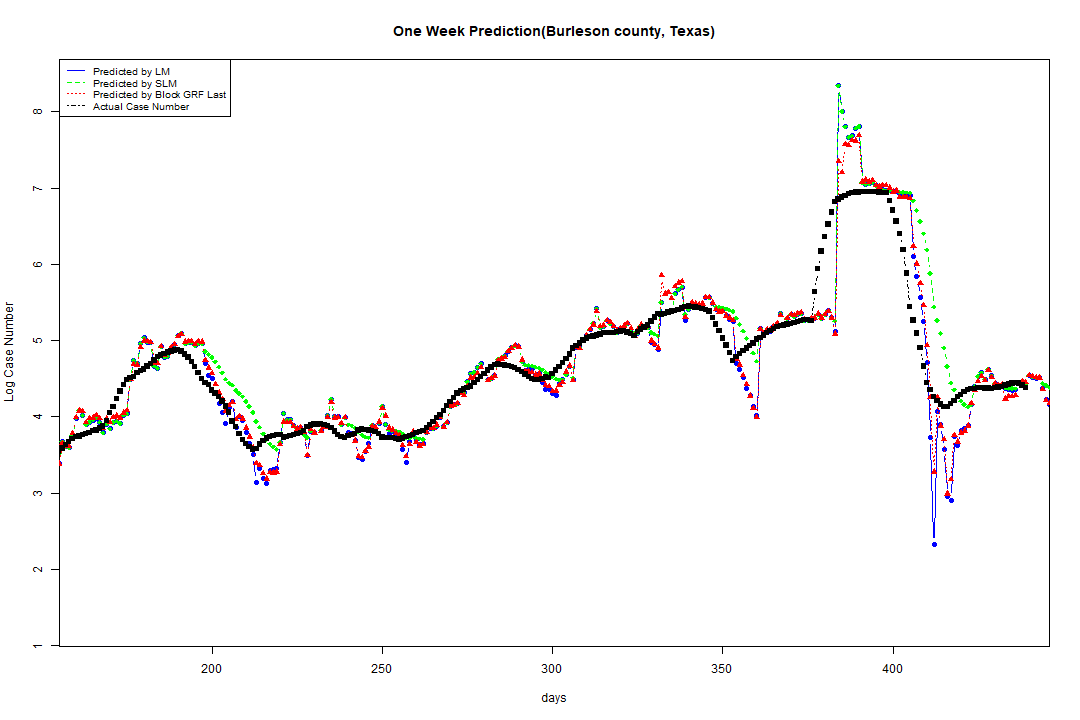 One Week Prediction(Burleson county, Texas)
Predicted by LM
Predicted by SLM
Predicted by Block GRF Last
Actual Case Number
8
7
6
5
4
3
2
1
Log Case Number
200 250 300 350 400
days